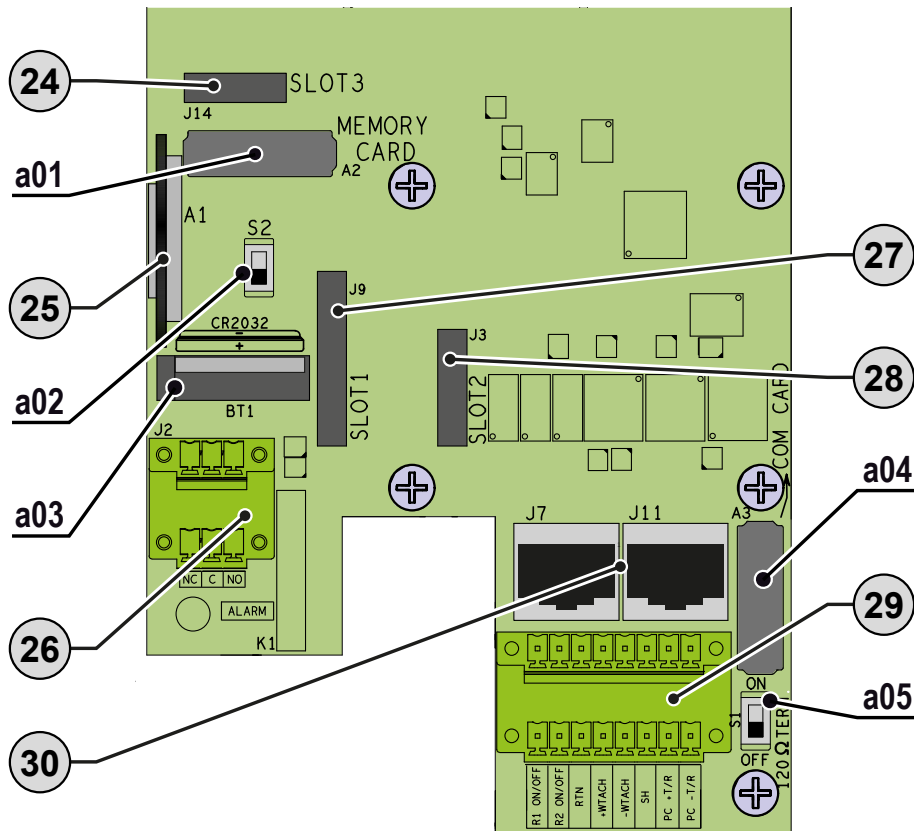 24
SLOT3
J14
MEMORY
CARD
A2
a01
A1
S2
25
27
J9
CR2032
-
+
J3
28
SLOT1
SLOT2
a02
BT1
J2
COM CARD
a03
a04
A3
J7
J11
NC C NO
ALARM
26
K1
29
ON
a05
S1
OFF
120ΩTERM
30
R1 ON/OFF
R2 ON/OFF
RTN
+WTACH
-WTACH
SH
PC +T/R
PC -T/R